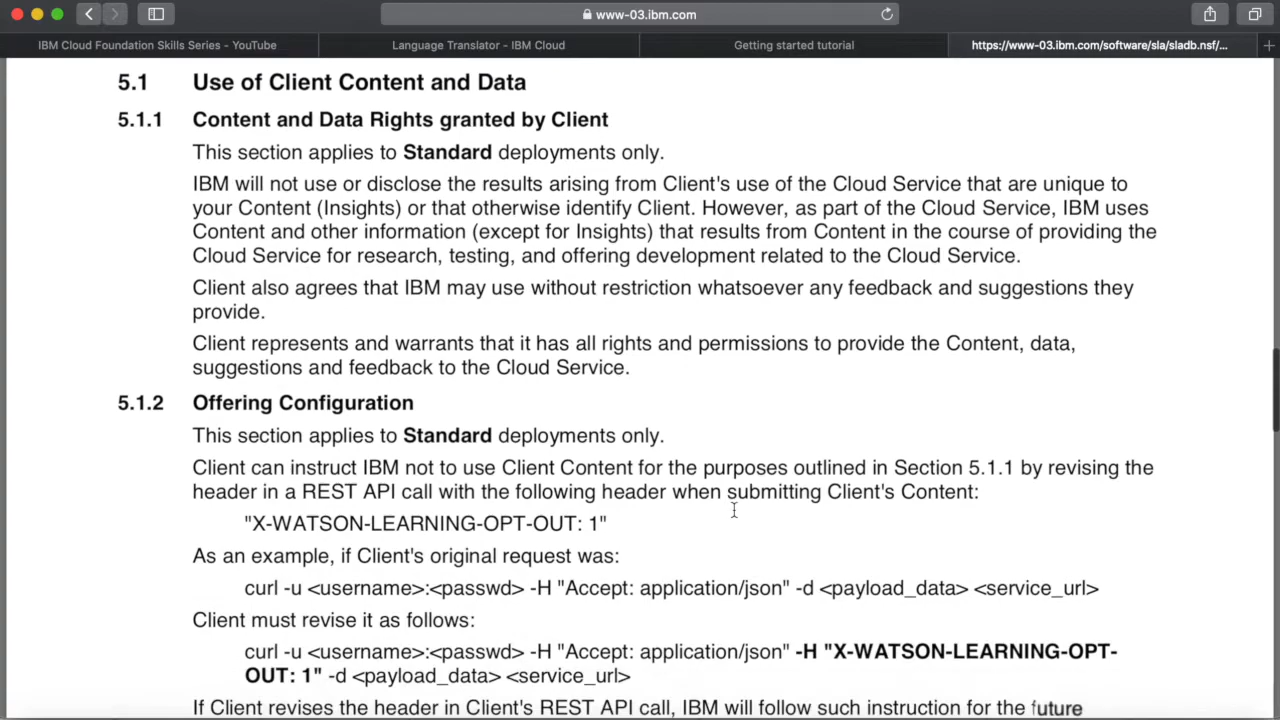 www-03.ibm.com
IBM Cloud Foundation Skills Series - YouTube
Language Translator - IBM Cloud
Getting started tutorial
https://www-03.ibm.com/software/sla/sladb.nsf/...
5.1 Use of Client Content and Data
5.1.1 Content and Data Rights granted by Client
This section applies to Standard deployments only.
IBM will not use or disclose the results arising from Client's use of the Cloud Service that are unique to
your Content (Insights) or that otherwise identify Client. However, as part of the Cloud Service, IBM uses
Content and other information (except for Insights) that results from Content in the course of providing the
Cloud Service for research, testing, and offering development related to the Cloud Service.
Client also agrees that IBM may use without restriction whatsoever any feedback and suggestions they
provide.
Client represents and warrants that it has all rights and permissions to provide the Content, data,
suggestions and feedback to the Cloud Service.
5.1.2 Offering Configuration
This section applies to Standard deployments only.
Client can instruct IBM not to use Client Content for the purposes outlined in Section 5.1.1 by revising the
header in a REST API call with the following header when submitting Client's Content:
"X-WATSON-LEARNING-OPT-OUT: 1"
As an example, if Client's original request was:
curl -u <username>:<passwd> -H "Accept: application/json" -d <payload_data> <service_url>
Client must revise it as follows:
curl -u <username>:<passwd> -H "Accept: application/json" -H "X-WATSON-LEARNING-OPT-
OUT: 1" -d <payload_data> <service_url>
If Client revises the header in Client's REST API call, IBM will follow such instruction for the future